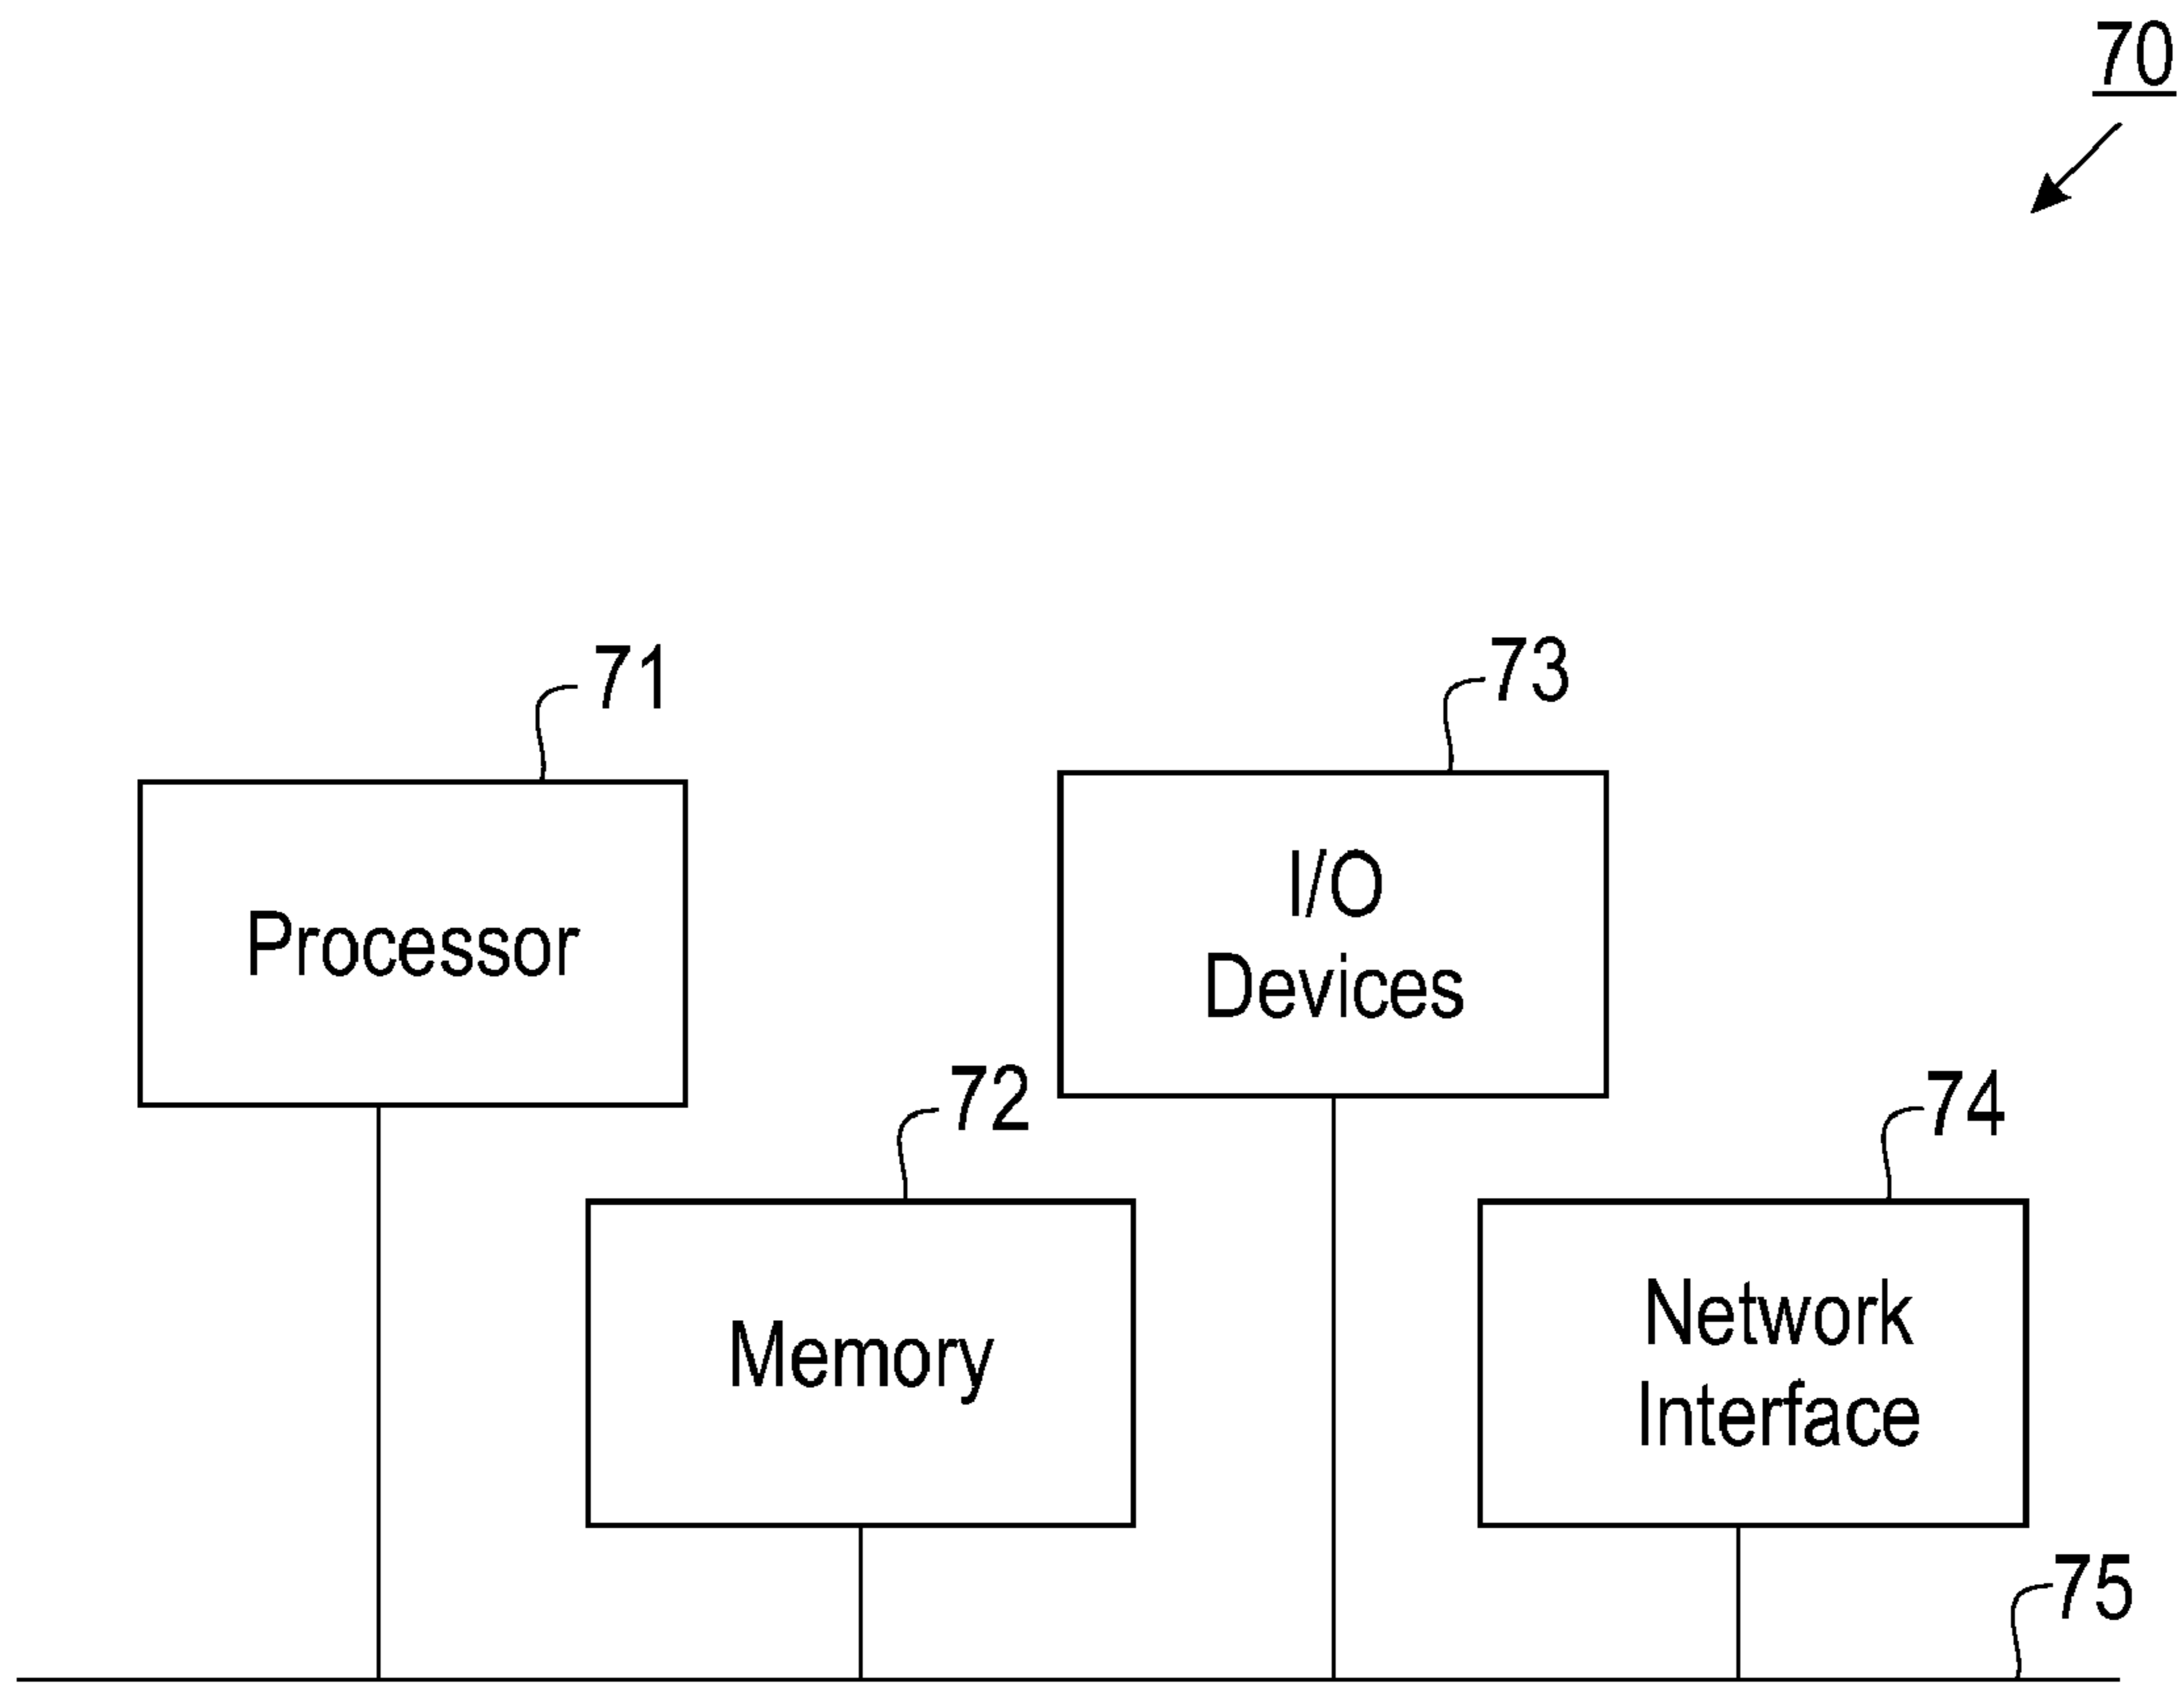 70
71
73
Processor
I/O
Devices
72
74
Memory
Network
Interface
75